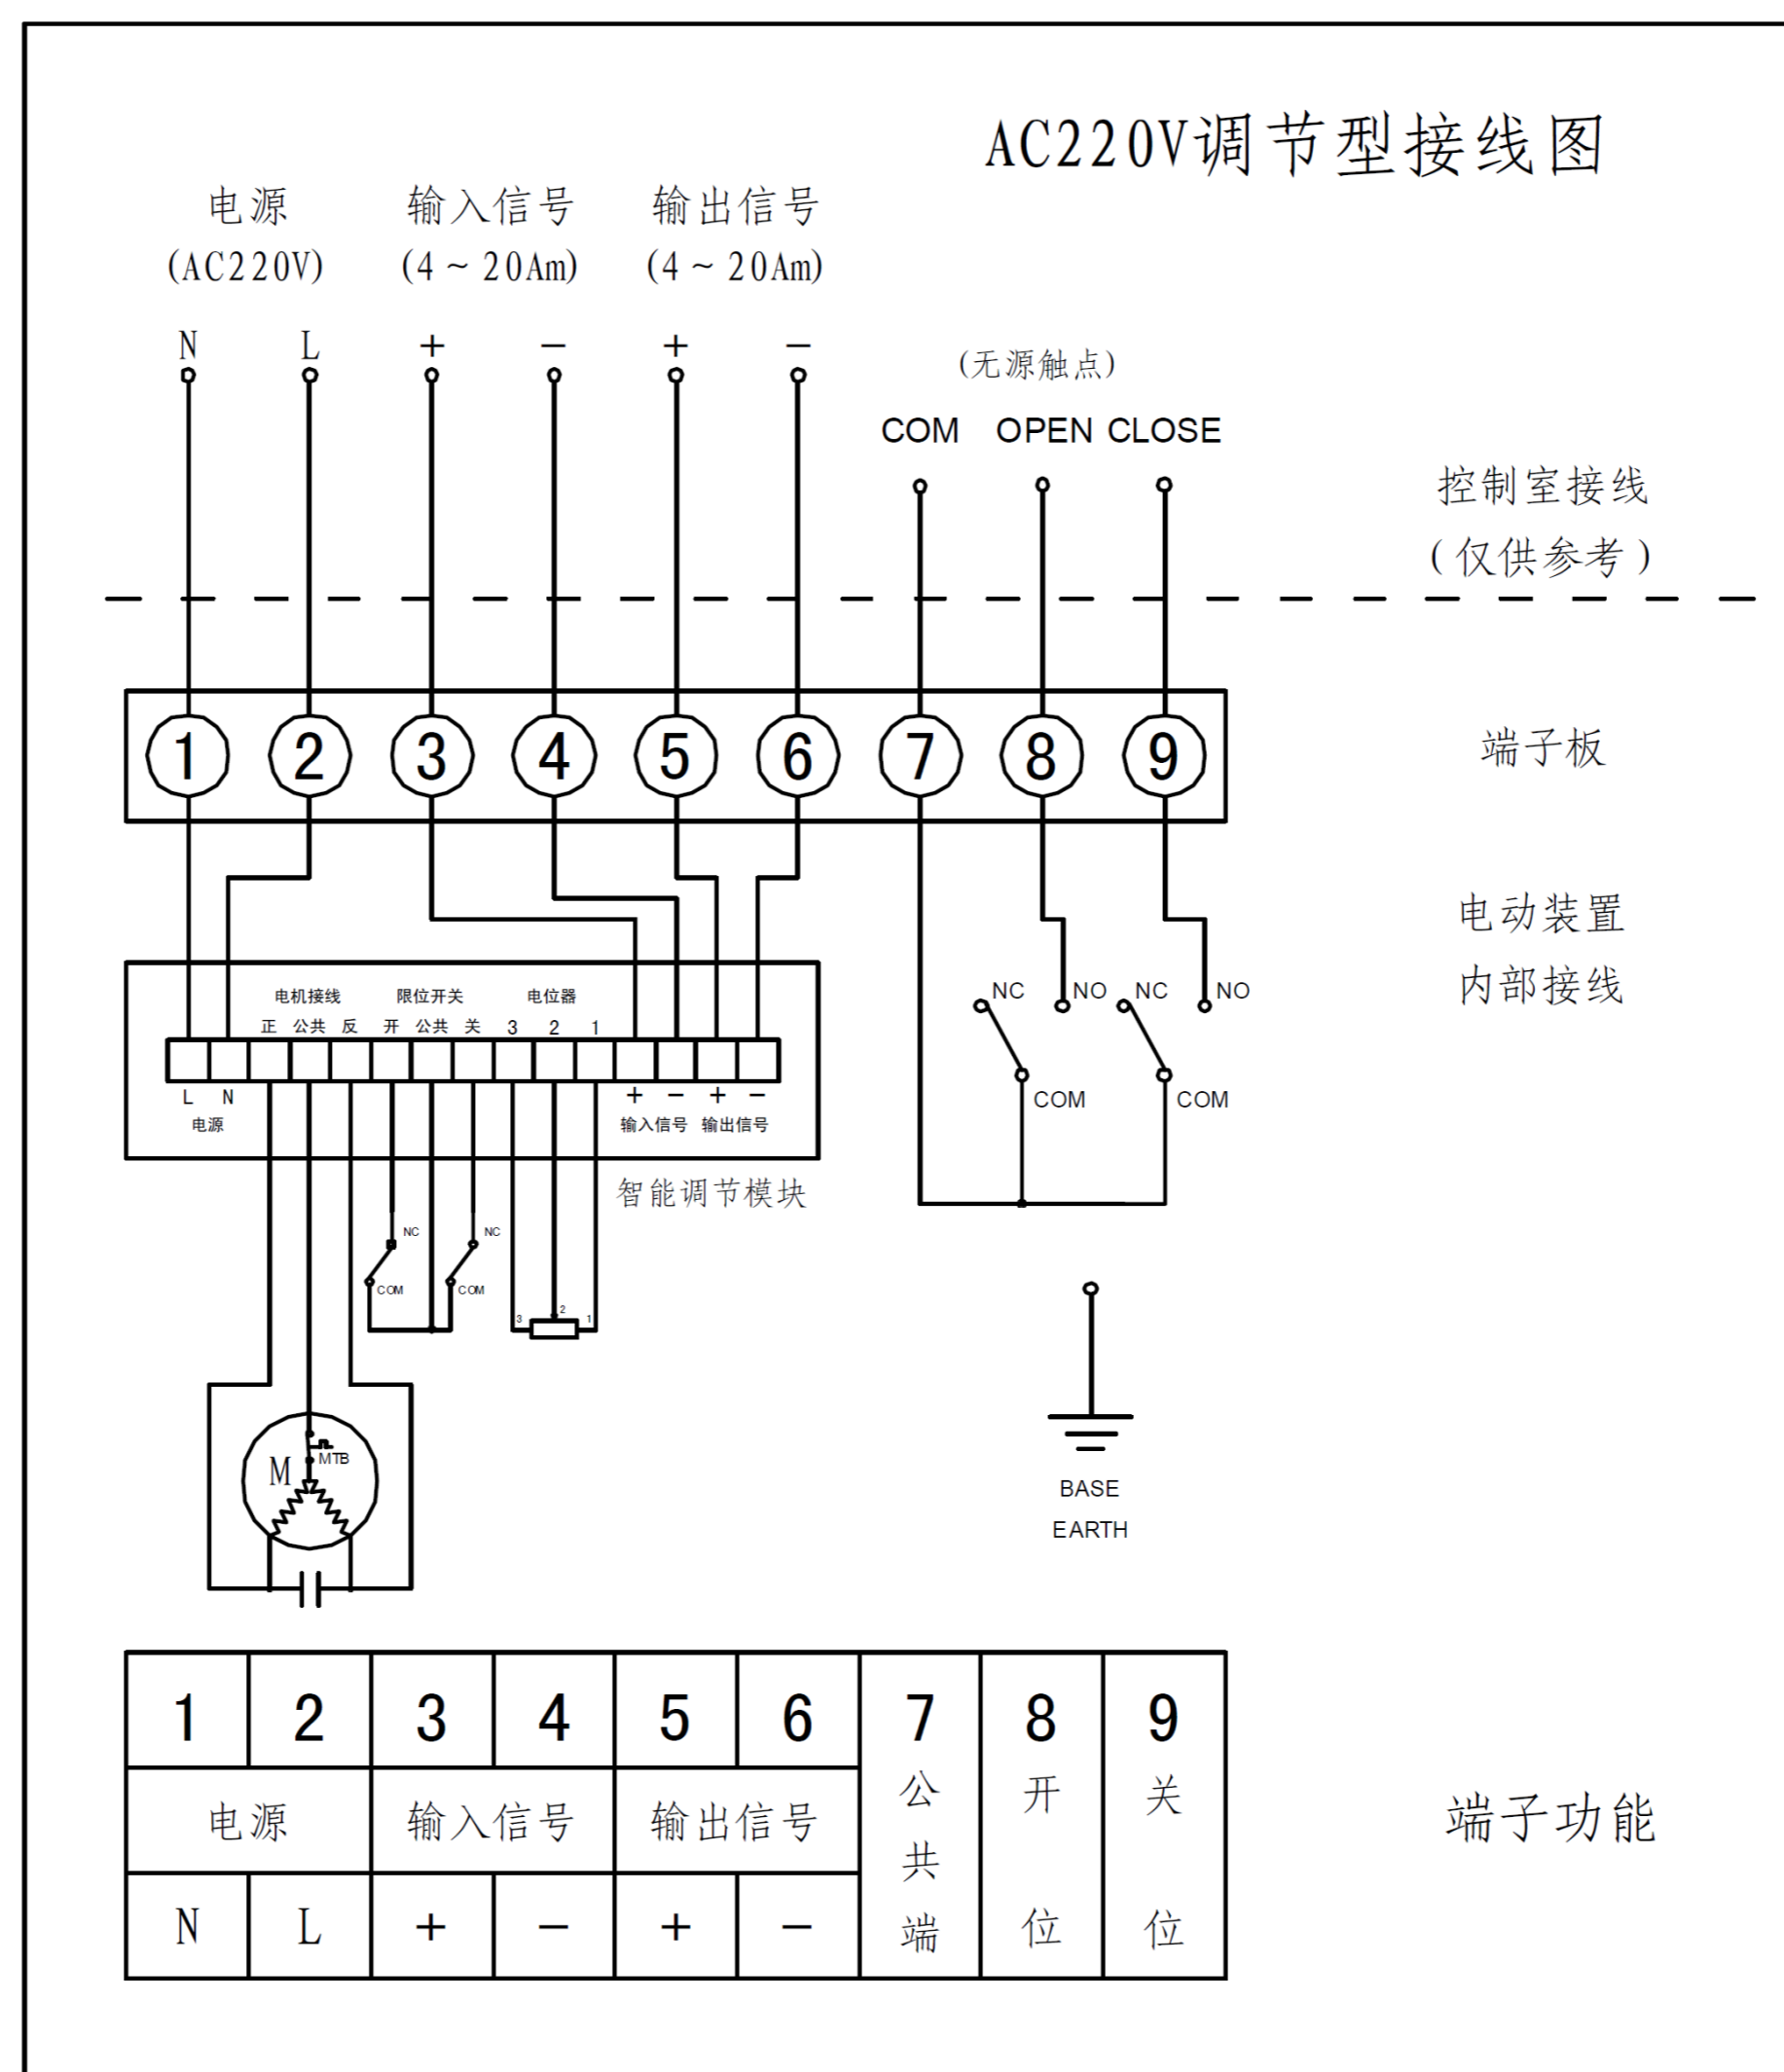 AC220V调节型接线图
电源 输入信号 输出信号
(AC220V) (4~20Am) (4~20Am)
N L + − + −
(无源触点)
COM OPEN CLOSE
控制室接线
(仅供参考)
1 2 3 4 5 6 7 8 9
端子板
电动装置
内部接线
电机接线 限位开关 电位器
正 公共 反 开 公共 关 3 2 1
L N + − + −
电源 输入信号 输出信号
智能调节模块
NC NO NC NO
COM COM
NC NC
COM COM
3 2 1
M MTB
BASE
EARTH
1 2 3 4 5 6 7 8 9
电源 输入信号 输出信号 公共端 开位 关位
N L + − + −
端子功能